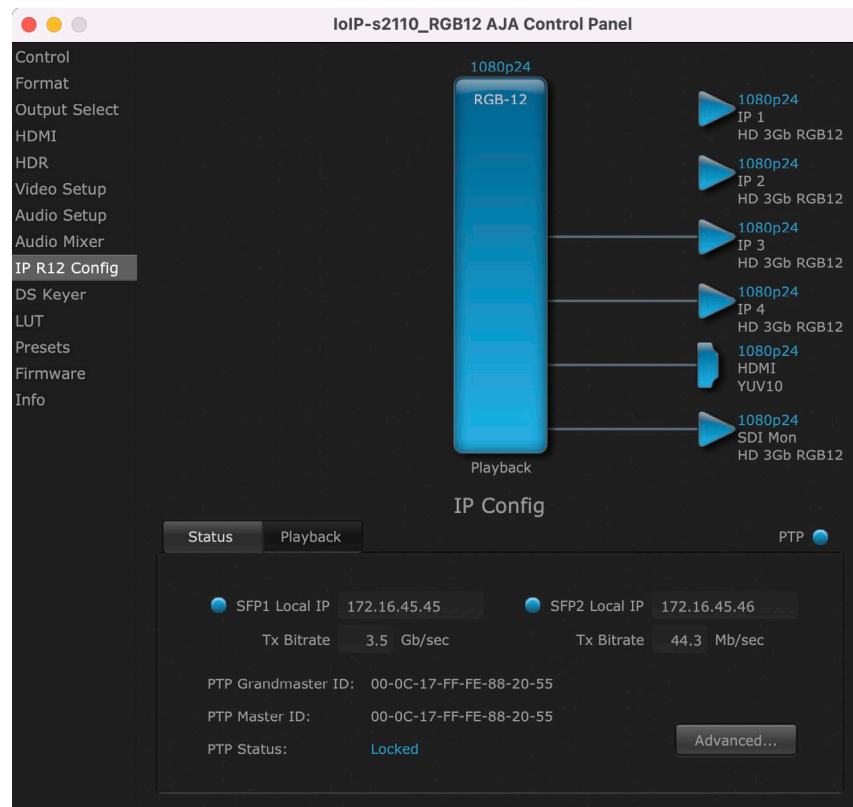 IoIP-s2110_RGB12 AJA Control Panel
Control
Format
Output Select
HDMI
HDR
Video Setup
Audio Setup
Audio Mixer
IP R12 Config
DS Keyer
LUT
Presets
Firmware
Info
1080p24
RGB-12
Playback
1080p24
IP 1
HD 3Gb RGB12
1080p24
IP 2
HD 3Gb RGB12
1080p24
IP 3
HD 3Gb RGB12
1080p24
IP 4
HD 3Gb RGB12
1080p24
HDMI
YUV10
1080p24
SDI Mon
HD 3Gb RGB12
IP Config
Status Playback PTP
SFP1 Local IP 172.16.45.45 SFP2 Local IP 172.16.45.46
Tx Bitrate 3.5 Gb/sec Tx Bitrate 44.3 Mb/sec
PTP Grandmaster ID: 00-0C-17-FF-FE-88-20-55
PTP Master ID: 00-0C-17-FF-FE-88-20-55
PTP Status: Locked
Advanced...